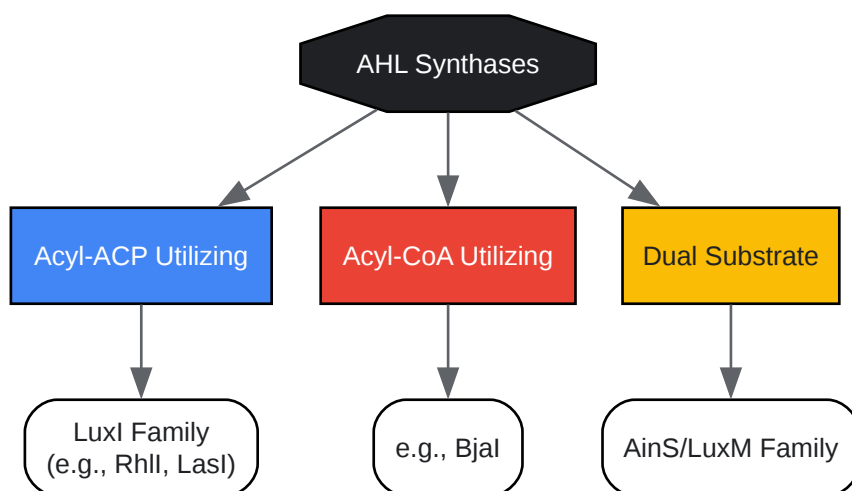 AHL Synthases
Acyl-ACP Utilizing
Acyl-CoA Utilizing
Dual Substrate
LuxI Family
(e.g., RhlI, LasI)
e.g., BjaI
AinS/LuxM Family